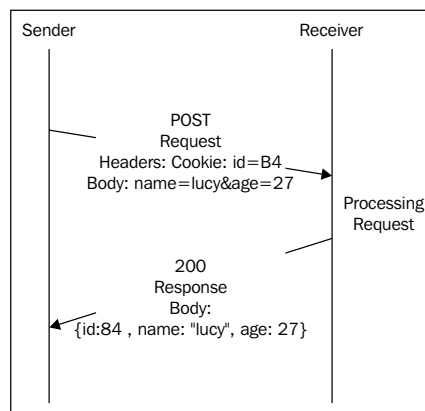 Sender
Receiver
POST
Request
Headers: Cookie: id=B4
Body: name=lucy&age=27
Processing
Request
200
Response
Body:
{id:84 , name: "lucy", age: 27}